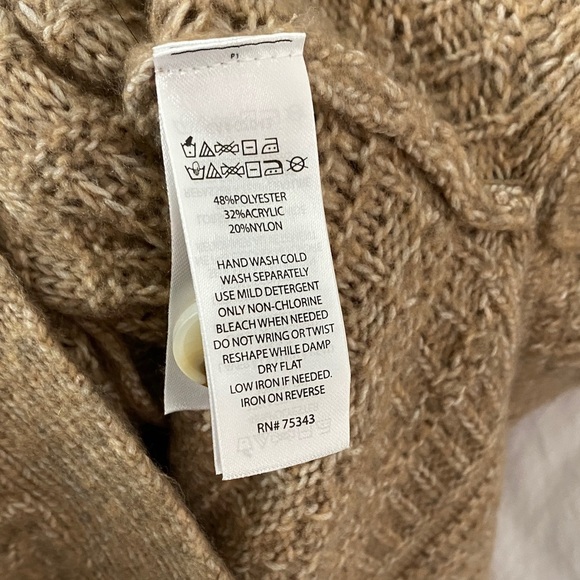 48%POLYESTER
32%ACRYLIC
20%NYLON
HAND WASH COLD
WASH SEPARATELY
USE MILD DETERGENT
ONLY NON-CHLORINE
BLEACH WHEN NEEDED
DO NOT WRING OR TWIST
RESHAPE WHILE DAMP
DRY FLAT
LOW IRON IF NEEDED.
IRON ON REVERSE
RN# 75343